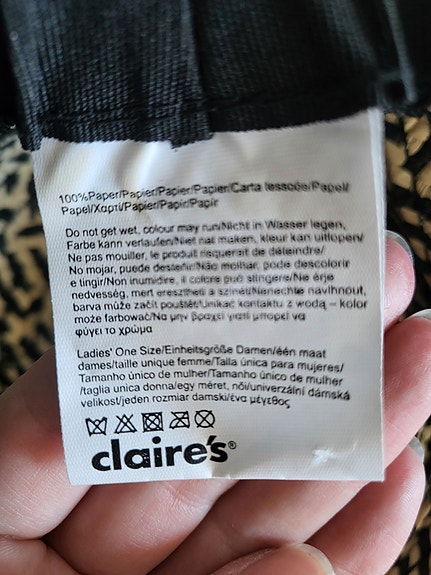 100%Paper/Papier/Papier/Papier/Carta tesscōe/Papel/
Papel/Χαρτί/Papier/Papir/Papír
Do not get wet, colour may run/Nicht in Wasser legen,
Farbe kann verlaufen/Niet nat maken, kleur kan uitlopen/
Ne pas mouiller, le produit risquerait de déteindre/
No mojar, puede desteñir/Não molhar, pode descolorir
e tingir/Non inumidire, il colore può stingere/Ne érje
nedvesség, mert eresztheti a színét/Nenechte navlhnout,
barva může začít pouštět/Unikać kontaktu z wodą – kolor
może farbować/Να μην βραχεί γιατί μπορεί να
φύγει το χρώμα
Ladies' One Size/Einheitsgröße Damen/één maat
dames/taille unique femme/Talla única para mujeres/
Tamanho único de mulher/Tamanho único de mulher
/taglia unica donna/egy méret, női/univerzální dámská
velikost/jeden rozmiar damski/ένα μέγεθος
claire's®